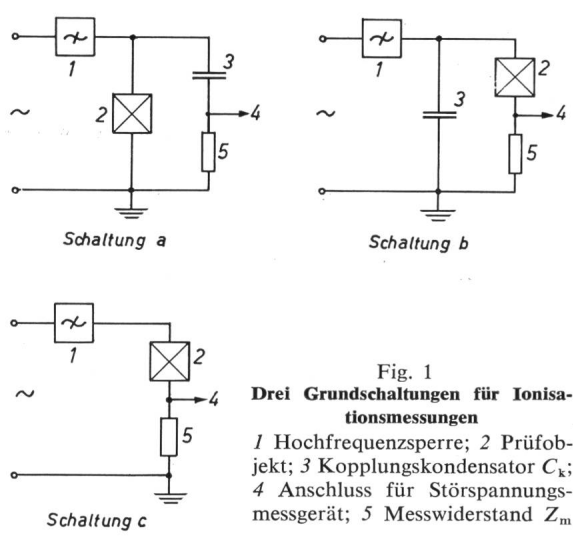 1
2
3
4
5
~
Schaltung a
1
2
3
4
5
~
Schaltung b
1
2
4
5
~
Schaltung c
Fig. 1
Drei Grundschaltungen für Ionisa-
tionsmessungen
1 Hochfrequenzsperre; 2 Prüfob-
jekt; 3 Kopplungskondensator Ck;
4 Anschluss für Störspannungs-
messgerät; 5 Messwiderstand Zm